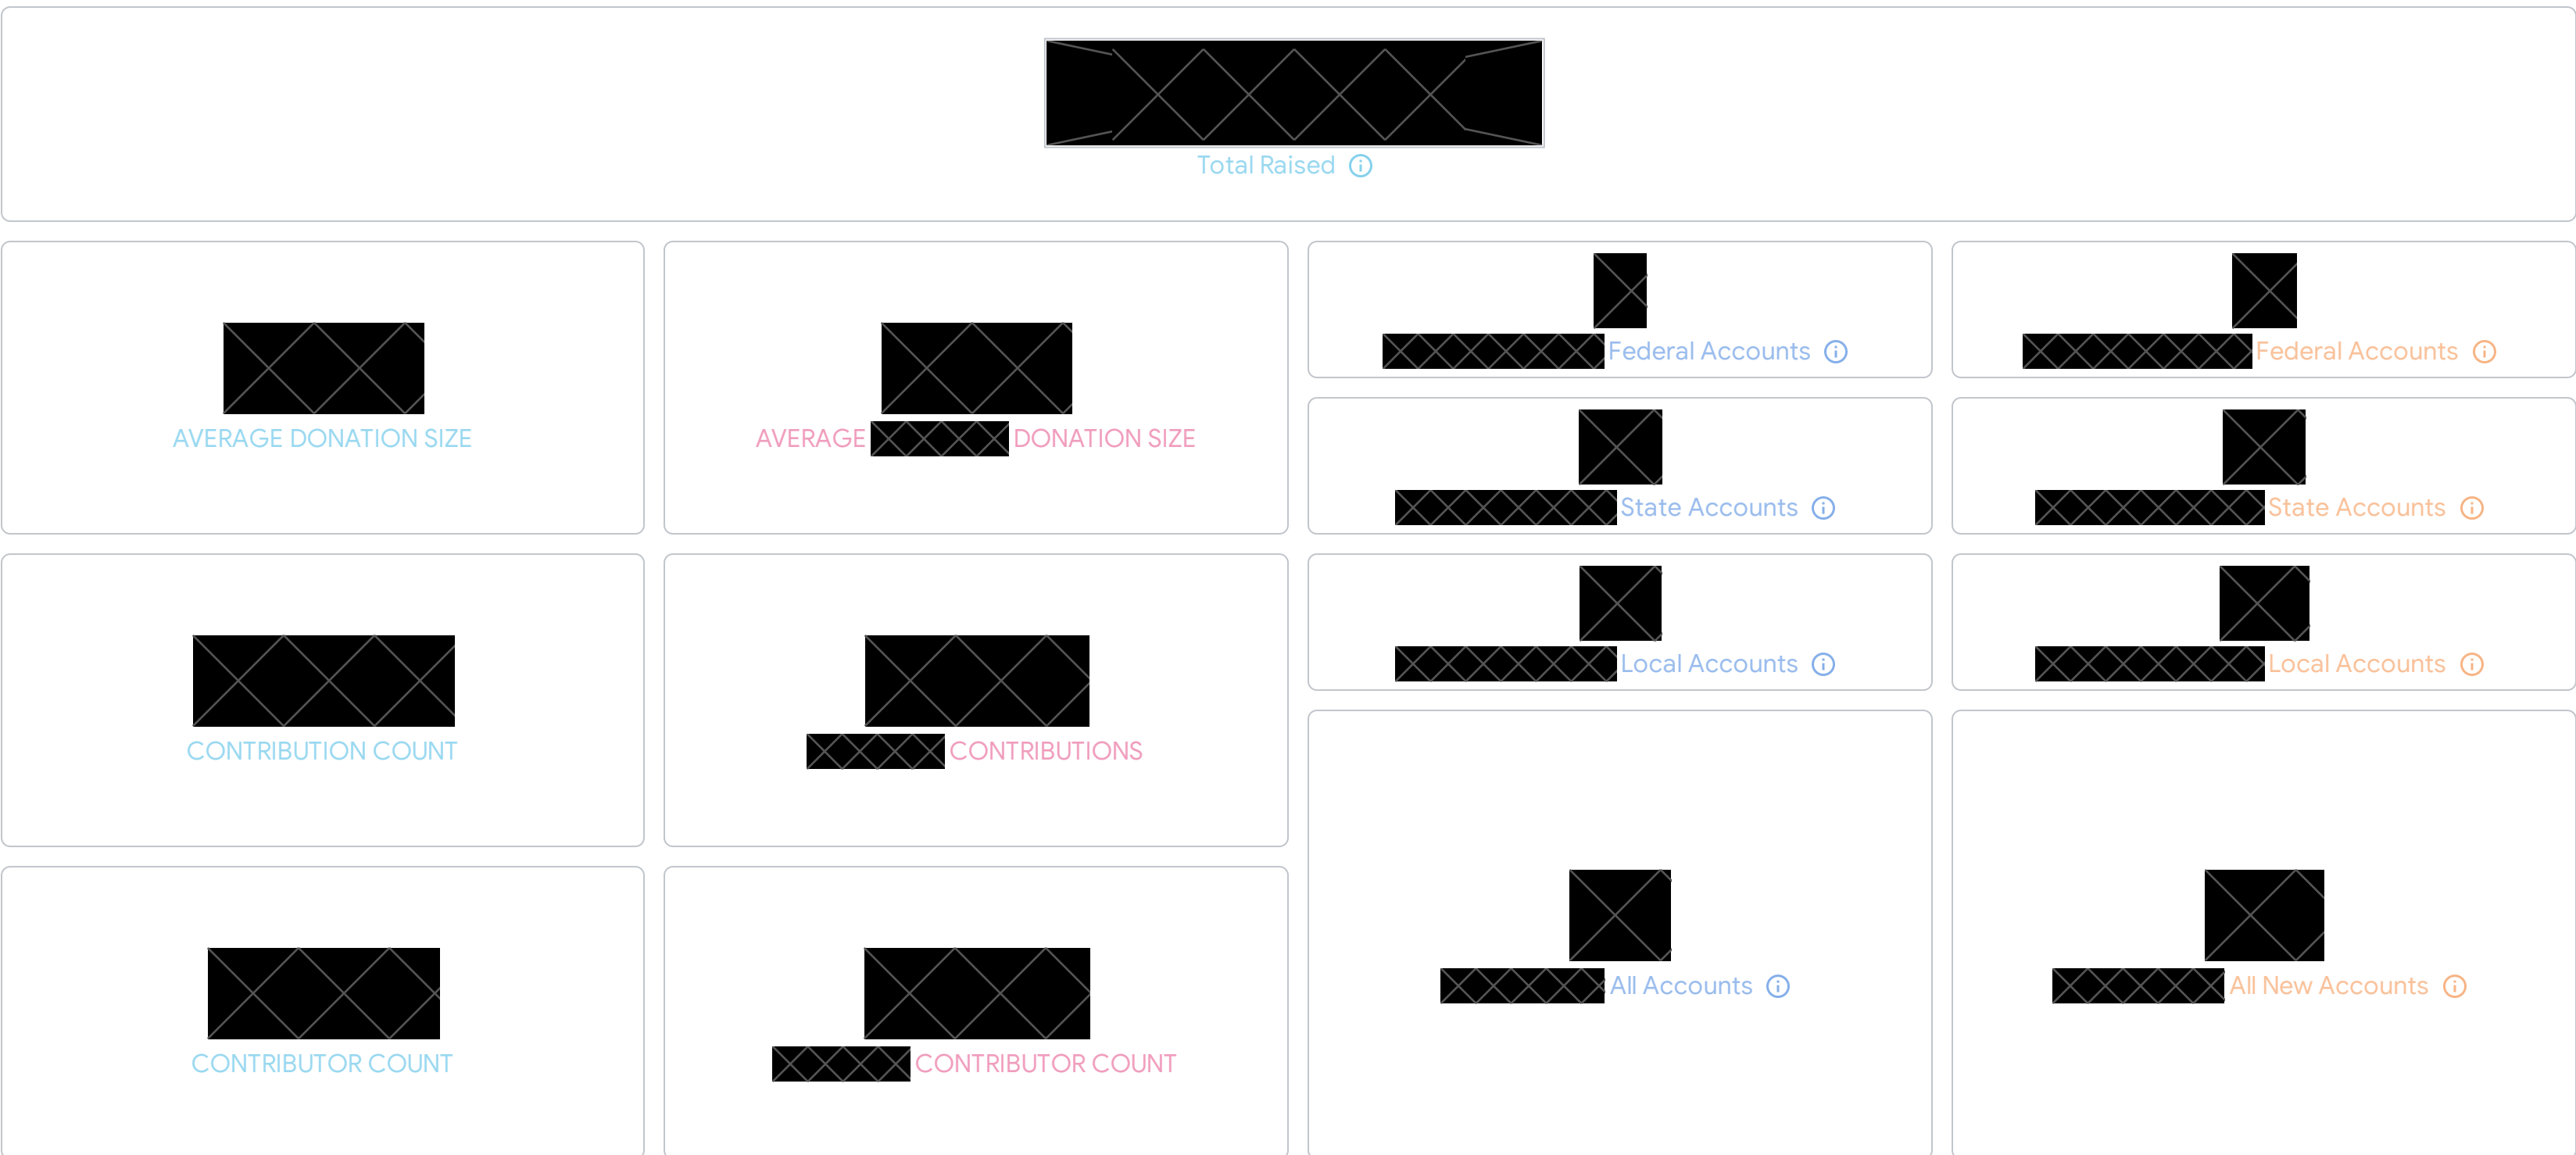 Total Raised
AVERAGE DONATION SIZE
AVERAGE DONATION SIZE
Federal Accounts
Federal Accounts
State Accounts
State Accounts
CONTRIBUTION COUNT
CONTRIBUTIONS
Local Accounts
Local Accounts
CONTRIBUTOR COUNT
CONTRIBUTOR COUNT
All Accounts
All New Accounts